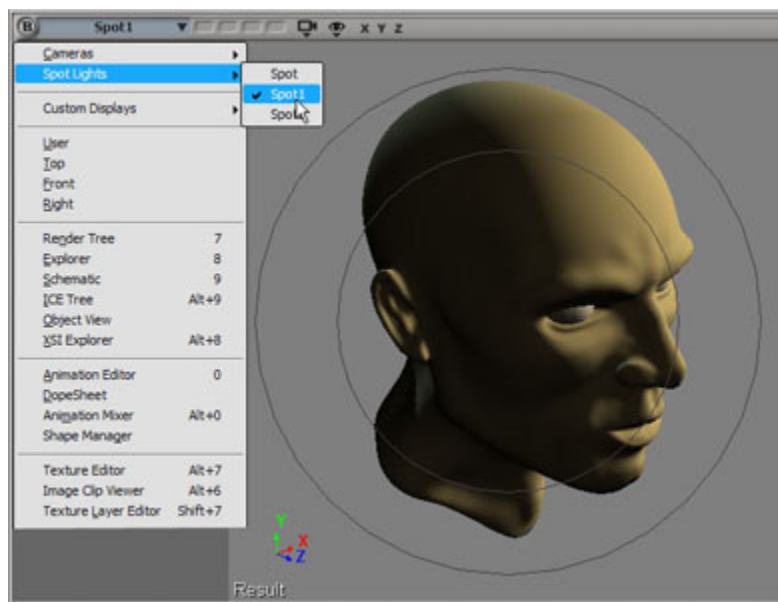 B Spot1 X Y Z
Cameras
Spot Lights
Spot
Spot1
Custom Displays
User
Top
Front
Right
Render Tree 7
Explorer 8
Schematic 9
ICE Tree Alt+9
Object View
XSI Explorer Alt+8
Animation Editor 0
DopeSheet
Animation Mixer Alt+0
Shape Manager
Texture Editor Alt+7
Image Clip Viewer Alt+6
Texture Layer Editor Shift+7
Y
X
Z
Result